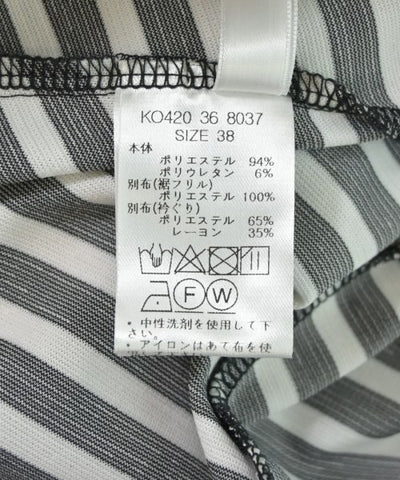 KO420 36 8037
SIZE 38
本体
ポリエステル 94%
ポリウレタン 6%
別布(裾フリル)
ポリエステル 100%
別布(衿ぐり)
ポリエステル 65%
レーヨン 35%
F W
・中性洗剤を使用して下
さい。
・アイロンはあて布を使